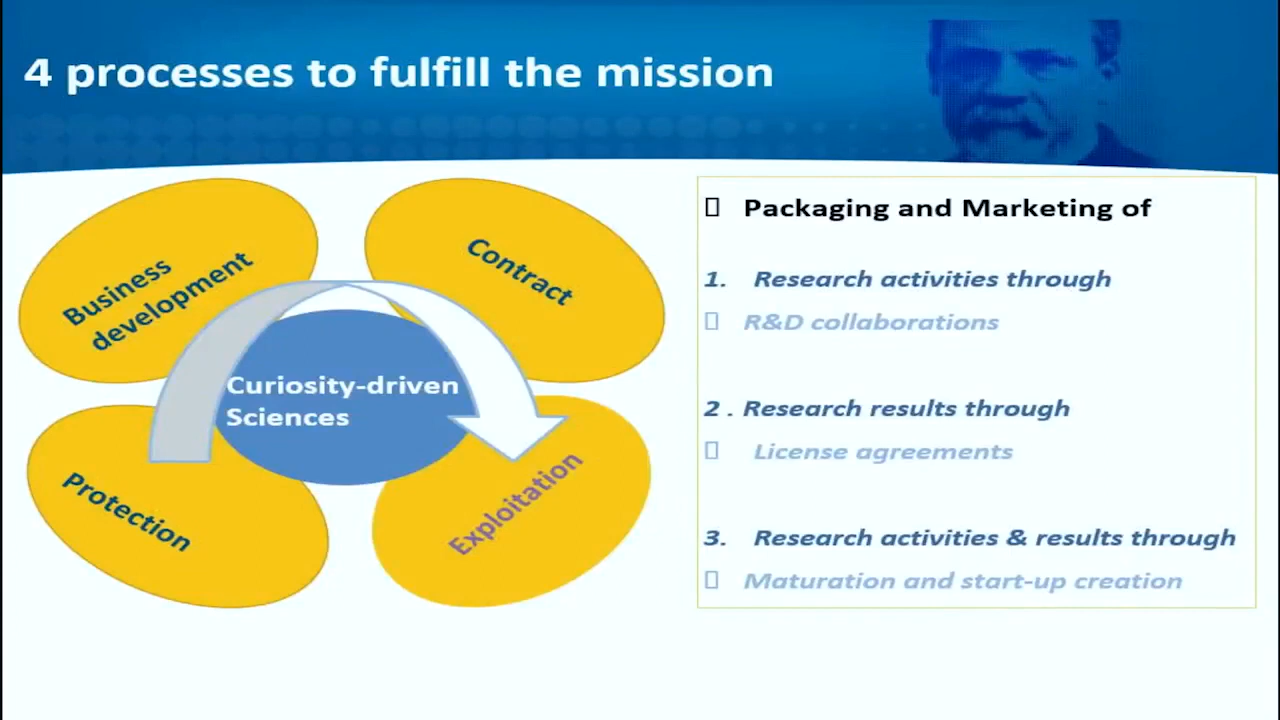 4 processes to fulfill the mission
Business
development
Contract
Curiosity-driven
Sciences
Protection
Exploitation
Packaging and Marketing of
1. Research activities through
R&D collaborations
2 . Research results through
License agreements
3. Research activities & results through
Maturation and start-up creation